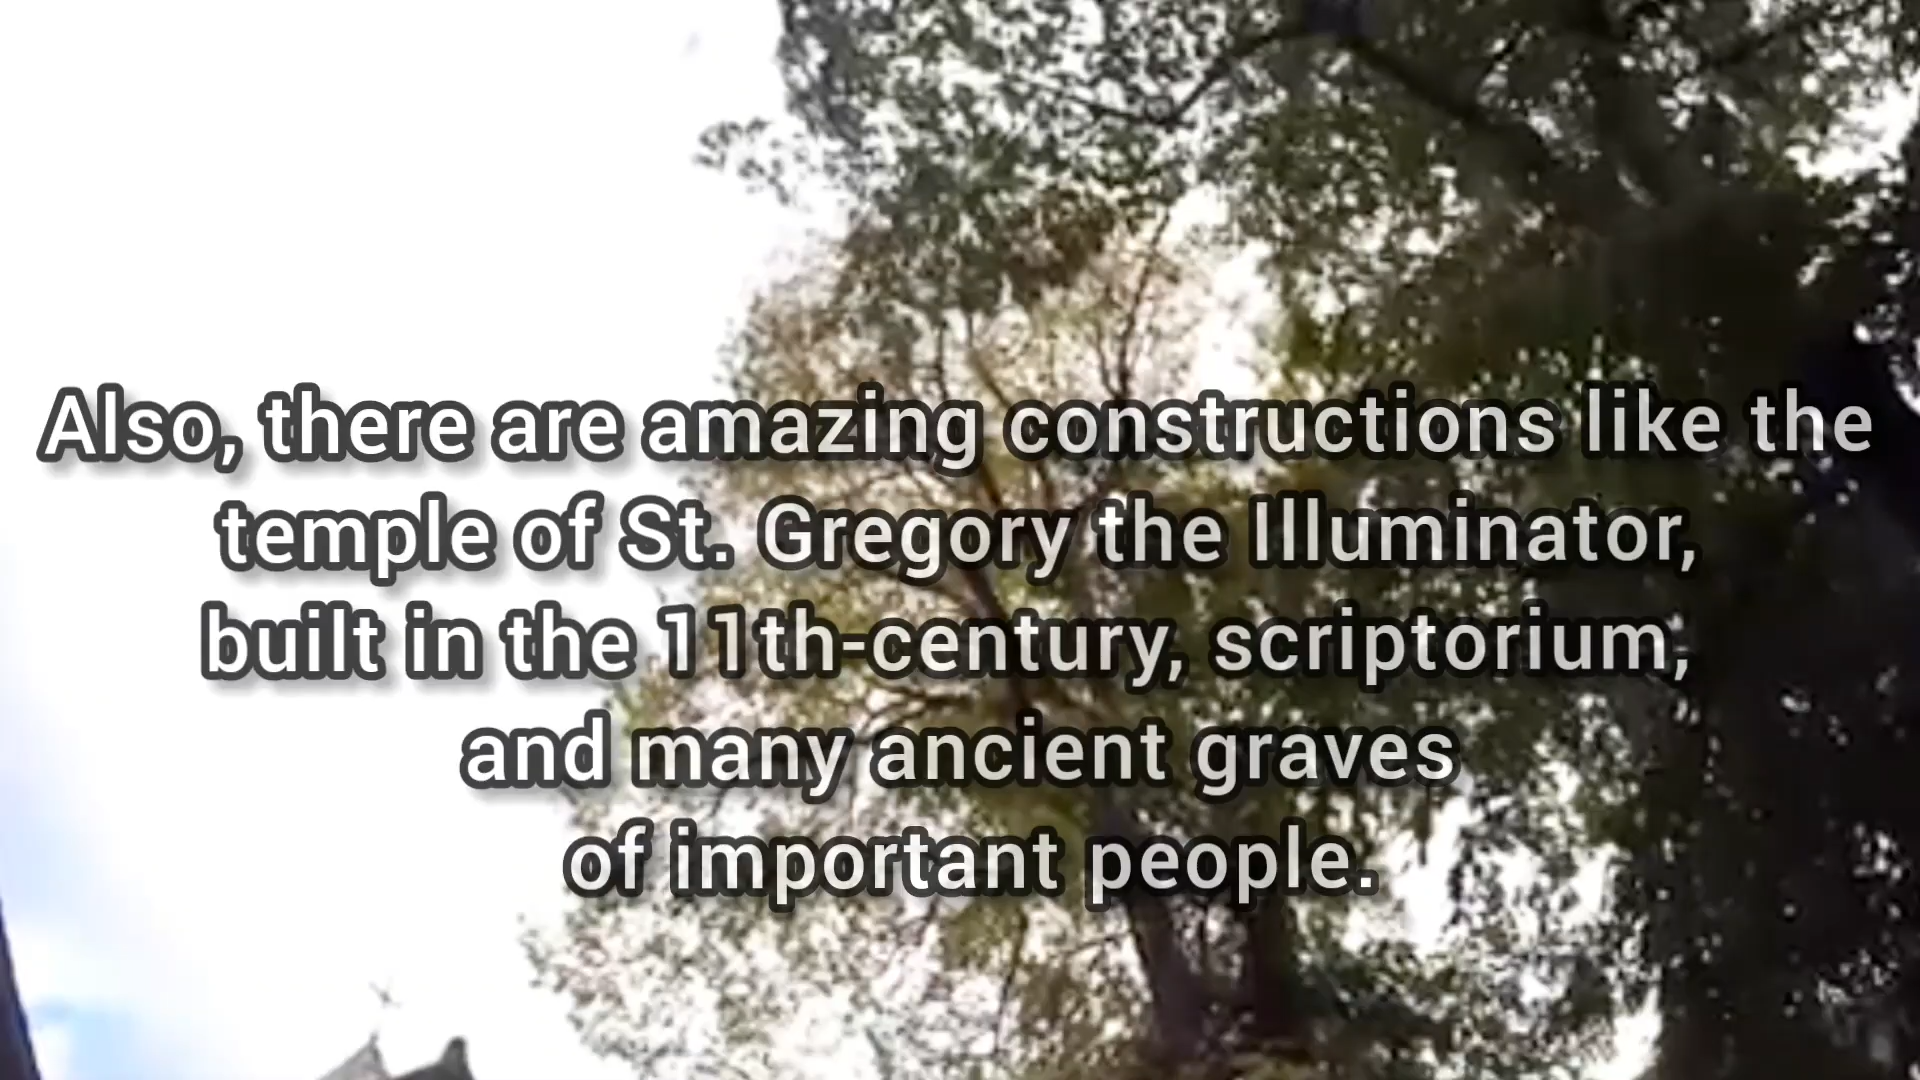 Also, there are amazing constructions like the
temple of St. Gregory the Illuminator,
built in the 11th-century, scriptorium,
and many ancient graves
of important people.